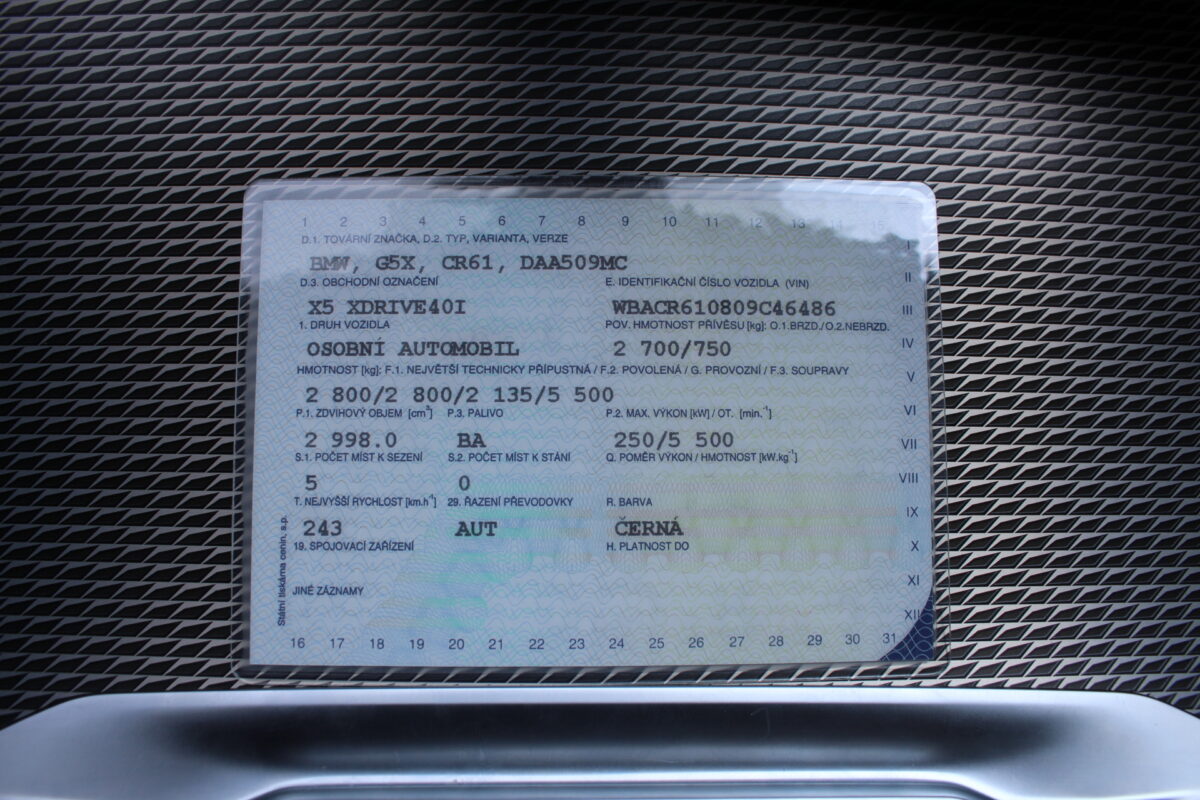 1 2 3 4 5 6 7 8 9 10 11 12 13 14 15
D.1. TOVÁRNÍ ZNAČKA, D.2. TYP, VARIANTA, VERZE
I
BMW, G5X, CR61, DAA509MC
D.3. OBCHODNÍ OZNAČENÍ E. IDENTIFIKAČNÍ ČÍSLO VOZIDLA (VIN)
II
X5 XDRIVE40I WBACR610809C46486
III
1. DRUH VOZIDLA POV. HMOTNOST PŘÍVĚSU [kg]: O.1.BRZD./O.2.NEBRZD.
OSOBNÍ AUTOMOBIL 2 700/750
IV
HMOTNOST [kg]: F.1. NEJVĚTŠÍ TECHNICKY PŘÍPUSTNÁ / F.2. POVOLENÁ / G. PROVOZNÍ / F.3. SOUPRAVY
V
2 800/2 800/2 135/5 500
P.1. ZDVIHOVÝ OBJEM [cm³] P.3. PALIVO P.2. MAX. VÝKON [kW] / OT. [min.⁻¹]
VI
2 998.0 BA 250/5 500
VII
S.1. POČET MÍST K SEZENÍ S.2. POČET MÍST K STÁNÍ Q. POMĚR VÝKON / HMOTNOST [kW.kg⁻¹]
5 0
VIII
T. NEJVYŠŠÍ RYCHLOST [km.h⁻¹] 29. ŘAZENÍ PŘEVODOVKY R. BARVA
IX
243 AUT ČERNÁ
19. SPOJOVACÍ ZAŘÍZENÍ H. PLATNOST DO
X
XI
JINÉ ZÁZNAMY
XII
16 17 18 19 20 21 22 23 24 25 26 27 28 29 30 31
Státní tiskárna cenin, s.p.